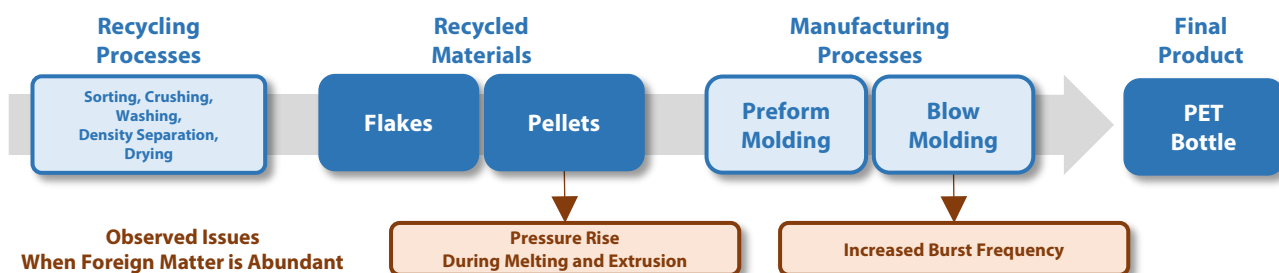 Recycling
Processes
Recycled
Materials
Manufacturing
Processes
Final
Product
Sorting, Crushing,
Washing,
Density Separation,
Drying
Flakes
Pellets
Preform
Molding
Blow
Molding
PET
Bottle
Observed Issues
When Foreign Matter is Abundant
Pressure Rise
During Melting and Extrusion
Increased Burst Frequency